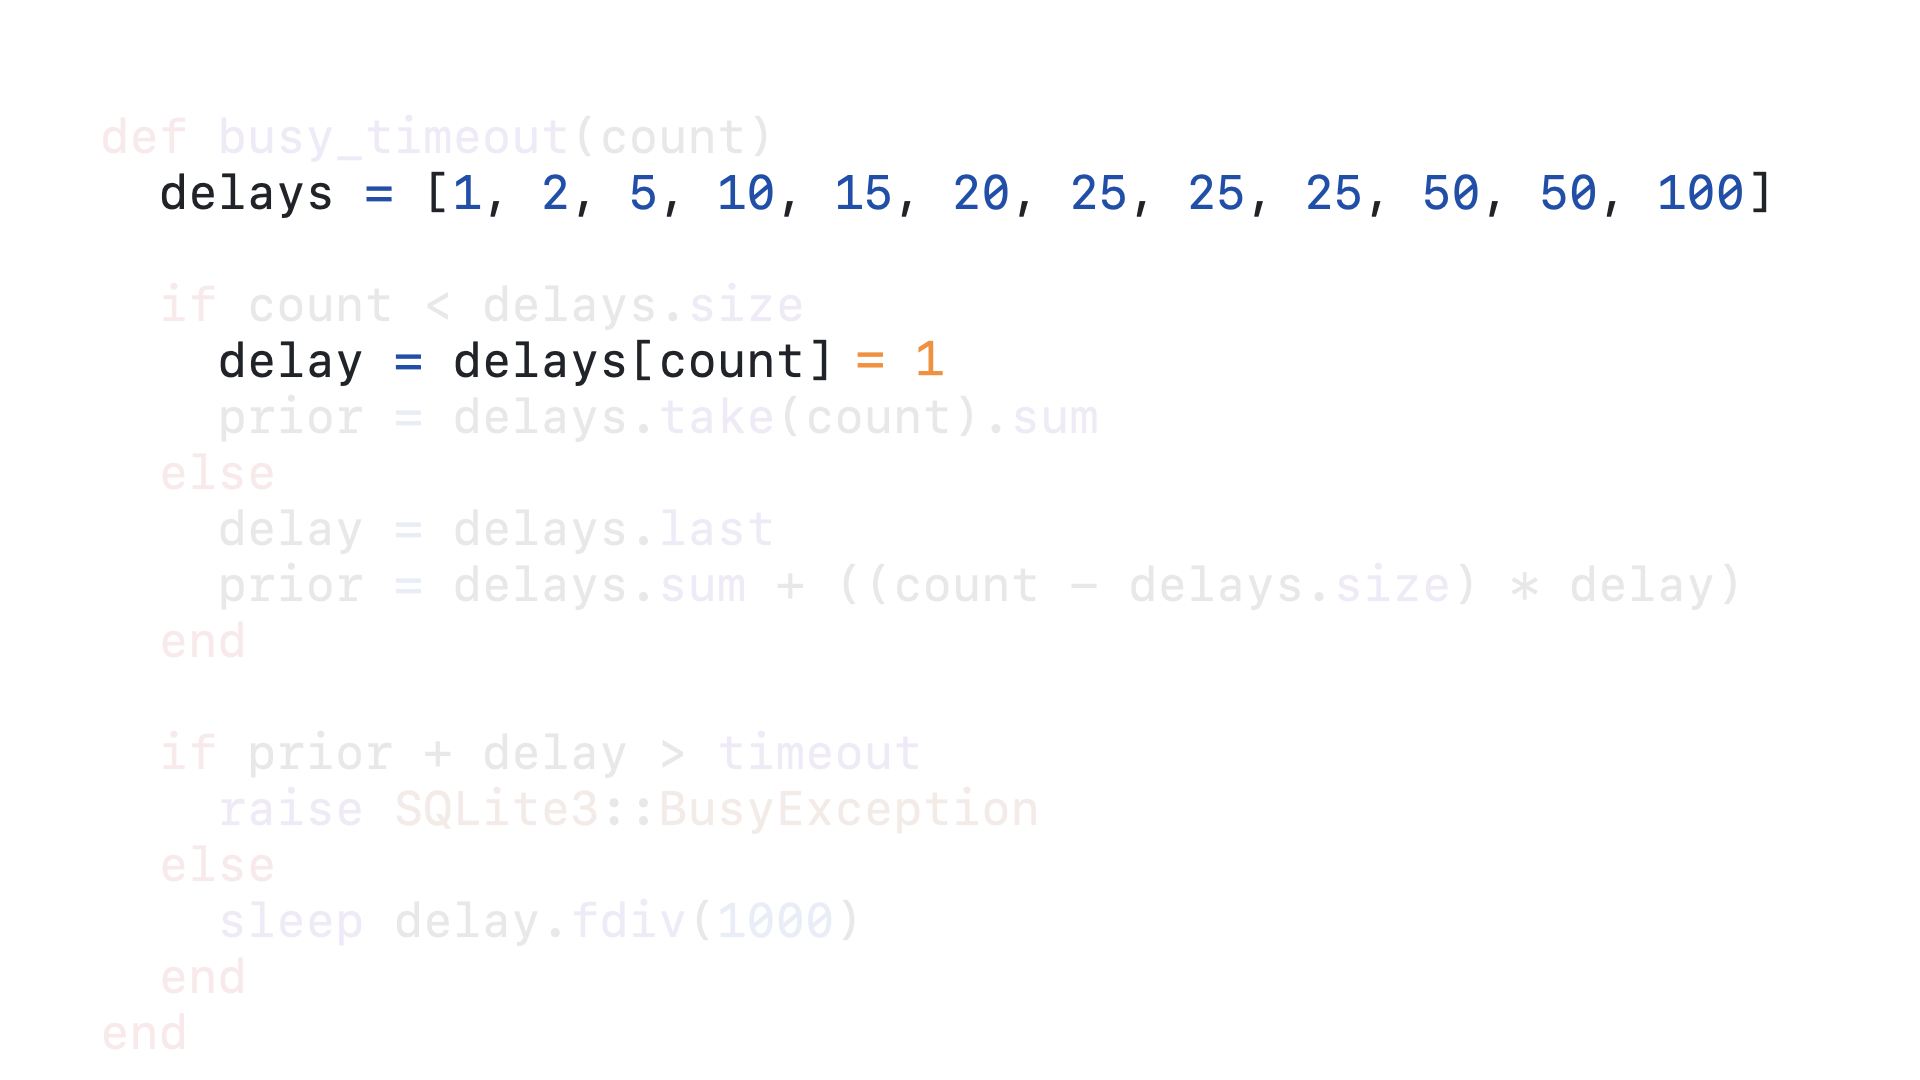 def busy_timeout(count)
  delays = [1, 2, 5, 10, 15, 20, 25, 25, 25, 50, 50, 100]
  if count < delays.size
    delay = delays[count] = 1
    prior = delays.take(count).sum
  else
    delay = delays.last
    prior = delays.sum + ((count - delays.size) * delay)
  end
  if prior + delay > timeout
    raise SQLite3::BusyException
  else
    sleep delay.fdiv(1000)
  end
end